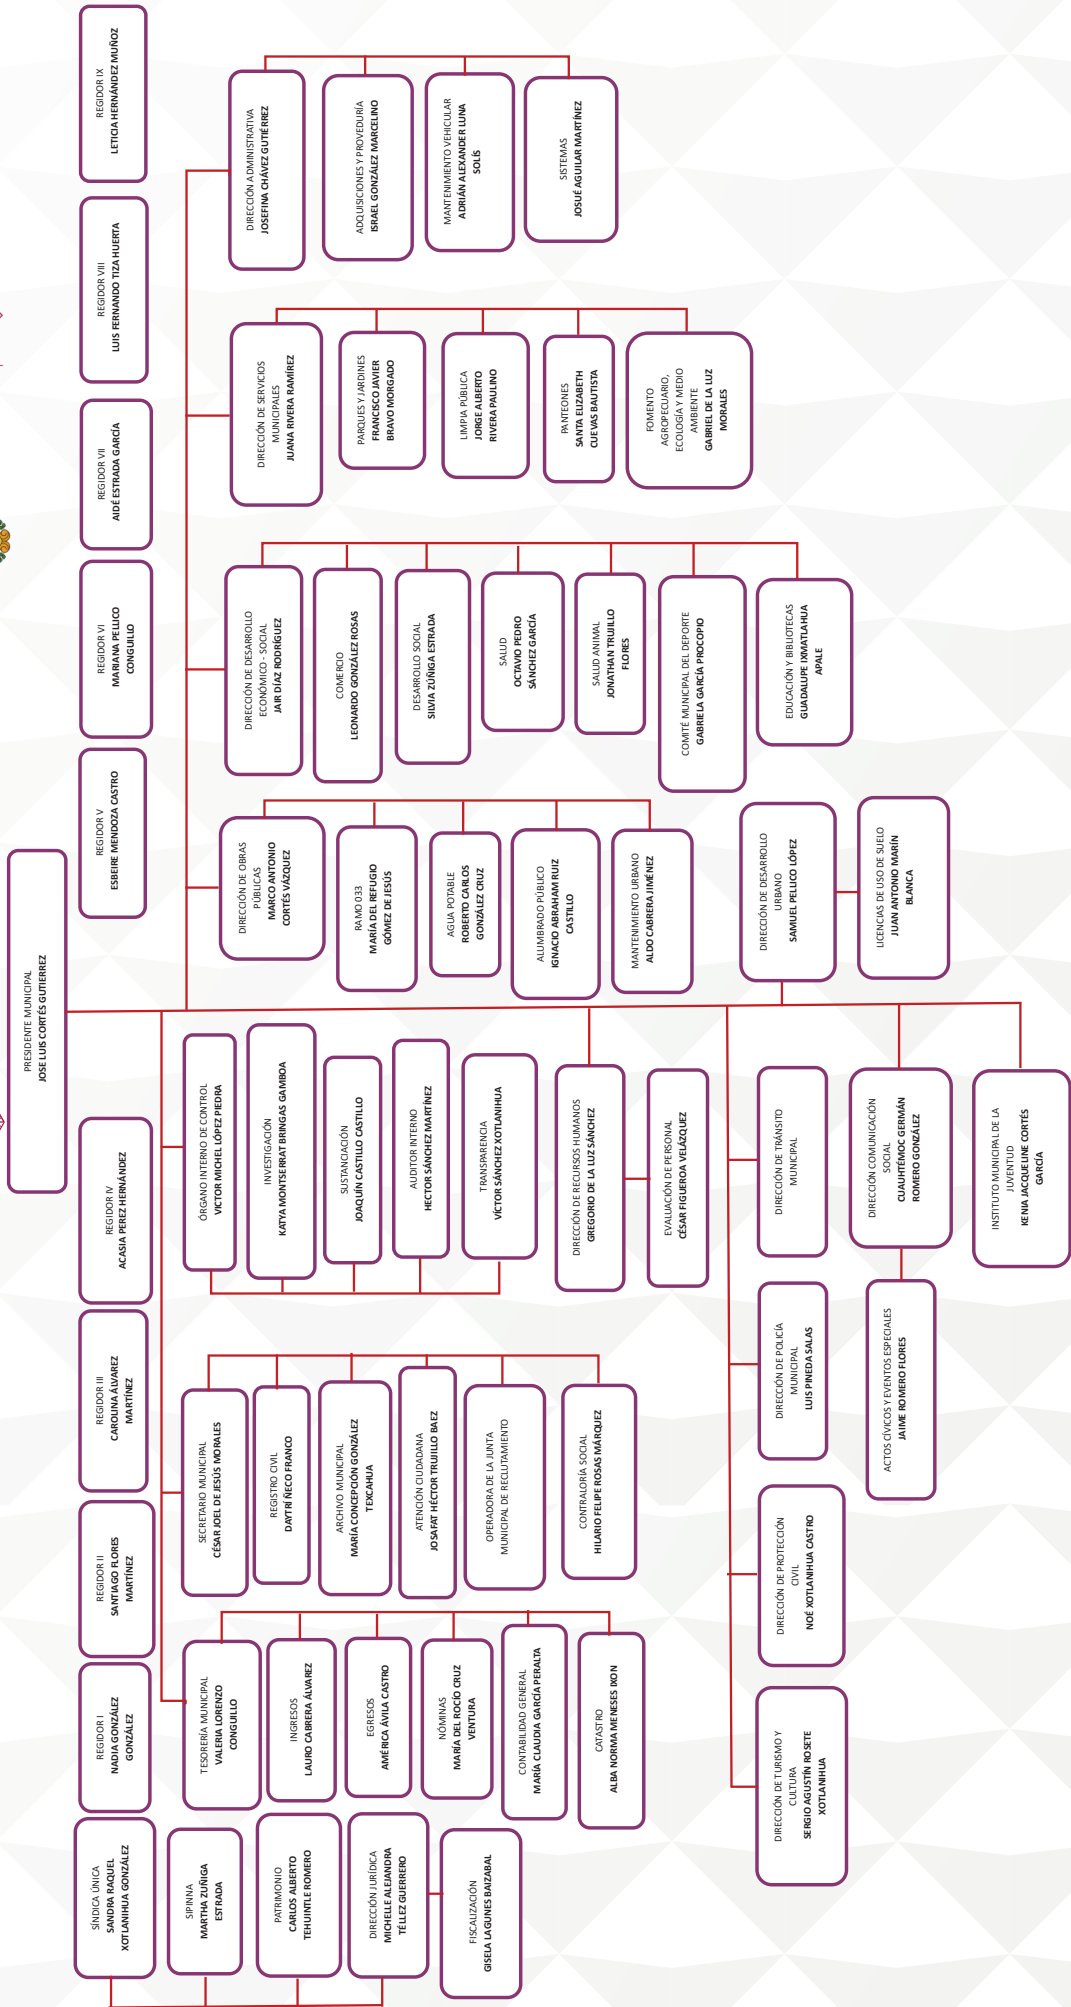 PRESIDENTE MUNICIPAL
JOSE LUIS CORTÉS GUTIERREZ
SÍNDICA ÚNICA
SANDRA RAQUEL
XOTLANIHUA GONZÁLEZ
REGIDOR I
NADIA GONZÁLEZ
GONZÁLEZ
REGIDOR II
SANTIAGO FLORES
MARTÍNEZ
REGIDOR III
CAROLINA ÁLVAREZ
MARTÍNEZ
REGIDOR IV
ACASIA PEREZ HERNÁNDEZ
REGIDOR V
ESBEIRE MENDOZA CASTRO
REGIDOR VI
MARIANA PELLICO
CONGUILLO
REGIDOR VII
AIDÉ ESTRADA GARCÍA
REGIDOR VIII
LUIS FERNANDO TIZA HUERTA
REGIDOR IX
LETICIA HERNÁNDEZ MUÑOZ
SIPINNA
MARTHA ZUÑIGA
ESTRADA
PATRIMONIO
CARLOS ALBERTO
TEHUINTLE ROMERO
DIRECCIÓN JURÍDICA
MICHELLE ALEJANDRA
TÉLLEZ GUERRERO
FISCALIZACIÓN
GISELA LAGUNES BAIZABAL
TESORERÍA MUNICIPAL
VALERIA LORENZO
CONGUILLO
INGRESOS
LAURO CABRERA ÁLVAREZ
EGRESOS
AMÉRICA ÁVILA CASTRO
NÓMINAS
MARÍA DEL ROCÍO CRUZ
VENTURA
CONTABILIDAD GENERAL
MARÍA CLAUDIA GARCÍA PERALTA
CATASTRO
ALBA NORMA MENESES IXON
SECRETARIO MUNICIPAL
CÉSAR JOEL DE JESÚS MORALES
REGISTRO CIVIL
DAYTRÍ ÑECO FRANCO
ARCHIVO MUNICIPAL
MARÍA CONCEPCIÓN GONZÁLEZ
TEXCAHUA
ATENCIÓN CIUDADANA
JOSAFAT HÉCTOR TRUJILLO BAEZ
OPERADORA DE LA JUNTA
MUNICIPAL DE RECLUTAMIENTO
CONTRALORÍA SOCIAL
HILARIO FELIPE ROSAS MÁRQUEZ
ÓRGANO INTERNO DE CONTROL
VICTOR MICHEL LÓPEZ PIEDRA
INVESTIGACIÓN
KATYA MONTSERRAT BRINGAS GAMBOA
SUSTANCIACIÓN
JOAQUÍN CASTILLO CASTILLO
AUDITOR INTERNO
HECTOR SÁNCHEZ MARTÍNEZ
TRANSPARENCIA
VÍCTOR SÁNCHEZ XOTLANIHUA
DIRECCIÓN DE RECURSOS HUMANOS
GREGORIO DE LA LUZ SÁNCHEZ
EVALUACIÓN DE PERSONAL
CÉSAR FIGUEROA VELÁZQUEZ
DIRECCIÓN DE OBRAS
PÚBLICAS
MARCO ANTONIO
CORTÉS VÁZQUEZ
RAMO 033
MARÍA DEL REFUGIO
GÓMEZ DE JESÚS
AGUA POTABLE
ROBERTO CARLOS
GONZÁLEZ CRUZ
ALUMBRADO PÚBLICO
IGNACIO ABRAHAM RUIZ
CASTILLO
MANTENIMIENTO URBANO
ALDO CABRERA JIMÉNEZ
DIRECCIÓN DE DESARROLLO
URBANO
SAMUEL PELLICO LÓPEZ
LICENCIAS DE USO DE SUELO
JUAN ANTONIO MARÍN
BLANCA
DIRECCIÓN DE DESARROLLO
ECONÓMICO - SOCIAL
JAIR DÍAZ RODRÍGUEZ
COMERCIO
LEONARDO GONZÁLEZ ROSAS
DESARROLLO SOCIAL
SILVIA ZÚÑIGA ESTRADA
SALUD
OCTAVIO PEDRO
SÁNCHEZ GARCÍA
SALUD ANIMAL
JONATHAN TRUJILLO
FLORES
COMITÉ MUNICIPAL DEL DEPORTE
GABRIELA GARCÍA PROCOPIO
EDUCACIÓN Y BIBLIOTECAS
GUADALUPE IXMATLAHUA
APALE
DIRECCIÓN DE SERVICIOS
MUNICIPALES
JUANA RIVERA RAMÍREZ
PARQUES Y JARDINES
FRANCISCO JAVIER
BRAVO MORGADO
LIMPIA PÚBLICA
JORGE ALBERTO
RIVERA PAULINO
PANTEONES
SANTA ELIZABETH
CUEVAS BAUTISTA
FOMENTO
AGROPECUARIO,
ECOLOGÍA Y MEDIO
AMBIENTE
GABRIEL DE LA LUZ
MORALES
DIRECCIÓN ADMINISTRATIVA
JOSEFINA CHÁVEZ GUTIÉRREZ
ADQUISICIONES Y PROVEDURÍA
ISRAEL GONZÁLEZ MARCELINO
MANTENIMIENTO VEHICULAR
ADRIÁN ALEXANDER LUNA
SOLÍS
SISTEMAS
JOSUÉ AGUILAR MARTÍNEZ
DIRECCIÓN DE TURISMO Y
CULTURA
SERGIO AGUSTÍN ROSETE
XOTLANIHUA
DIRECCIÓN DE PROTECCIÓN
CIVIL
NOÉ XOTLANIHUA CASTRO
DIRECCIÓN DE POLICÍA
MUNICIPAL
LUIS PINEDA SALAS
DIRECCIÓN DE TRÁNSITO
MUNICIPAL
ACTOS CÍVICOS Y EVENTOS ESPECIALES
JAIME ROMERO FLORES
DIRECCIÓN COMUNICACIÓN
SOCIAL
CUAUHTÉMOC GERMÁN
ROMERO GONZÁLEZ
INSTITUTO MUNICIPAL DE LA
JUVENTUD
KENIA JACQUELINE CORTÉS
GARCÍA